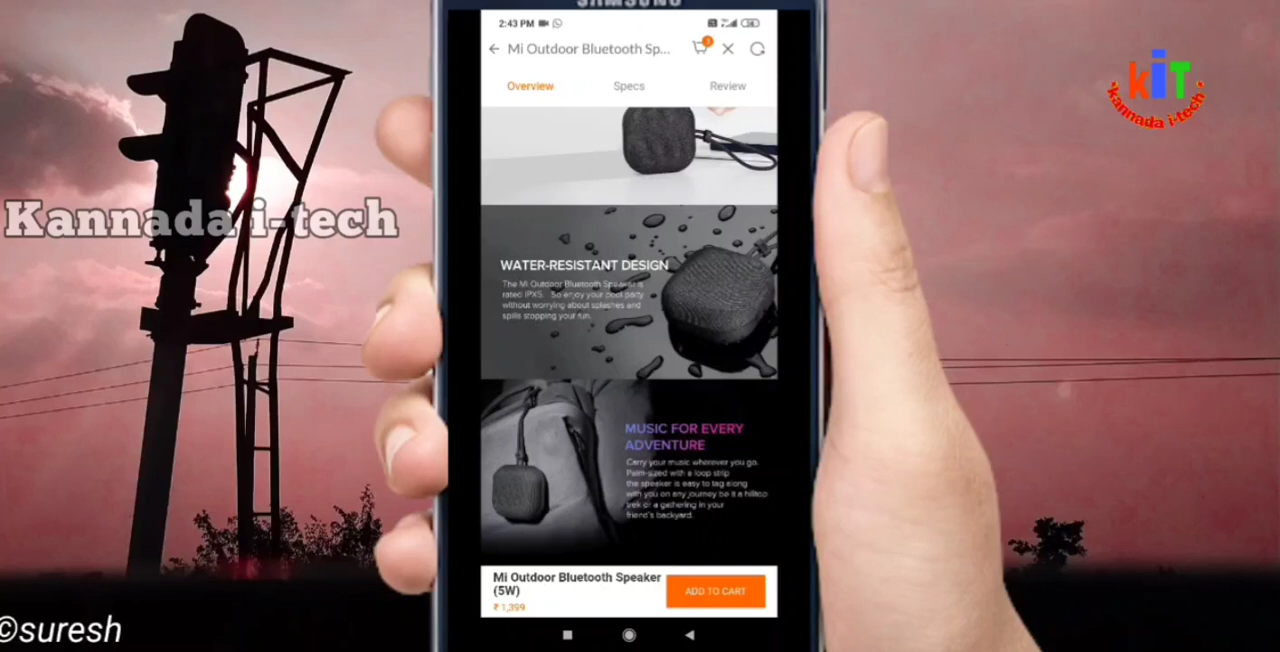 SAMSUNG
2:43 PM
Mi Outdoor Bluetooth Sp...
Overview
Specs
Review
WATER-RESISTANT DESIGN
The Mi Outdoor Bluetooth Speaker is
rated IPX5. So enjoy your pool party
without worrying about splashes and
spills stopping your fun.
MUSIC FOR EVERY
ADVENTURE
Carry your music wherever you go.
Palm-sized with a loop strip
the speaker is easy to tag along
with you on any journey be it a hilltop
trek or a gathering in your
friend's backyard.
Mi Outdoor Bluetooth Speaker
(5W)
₹ 1,399
ADD TO CART
Kannada i-tech
kiT
kannada i-tech
©suresh